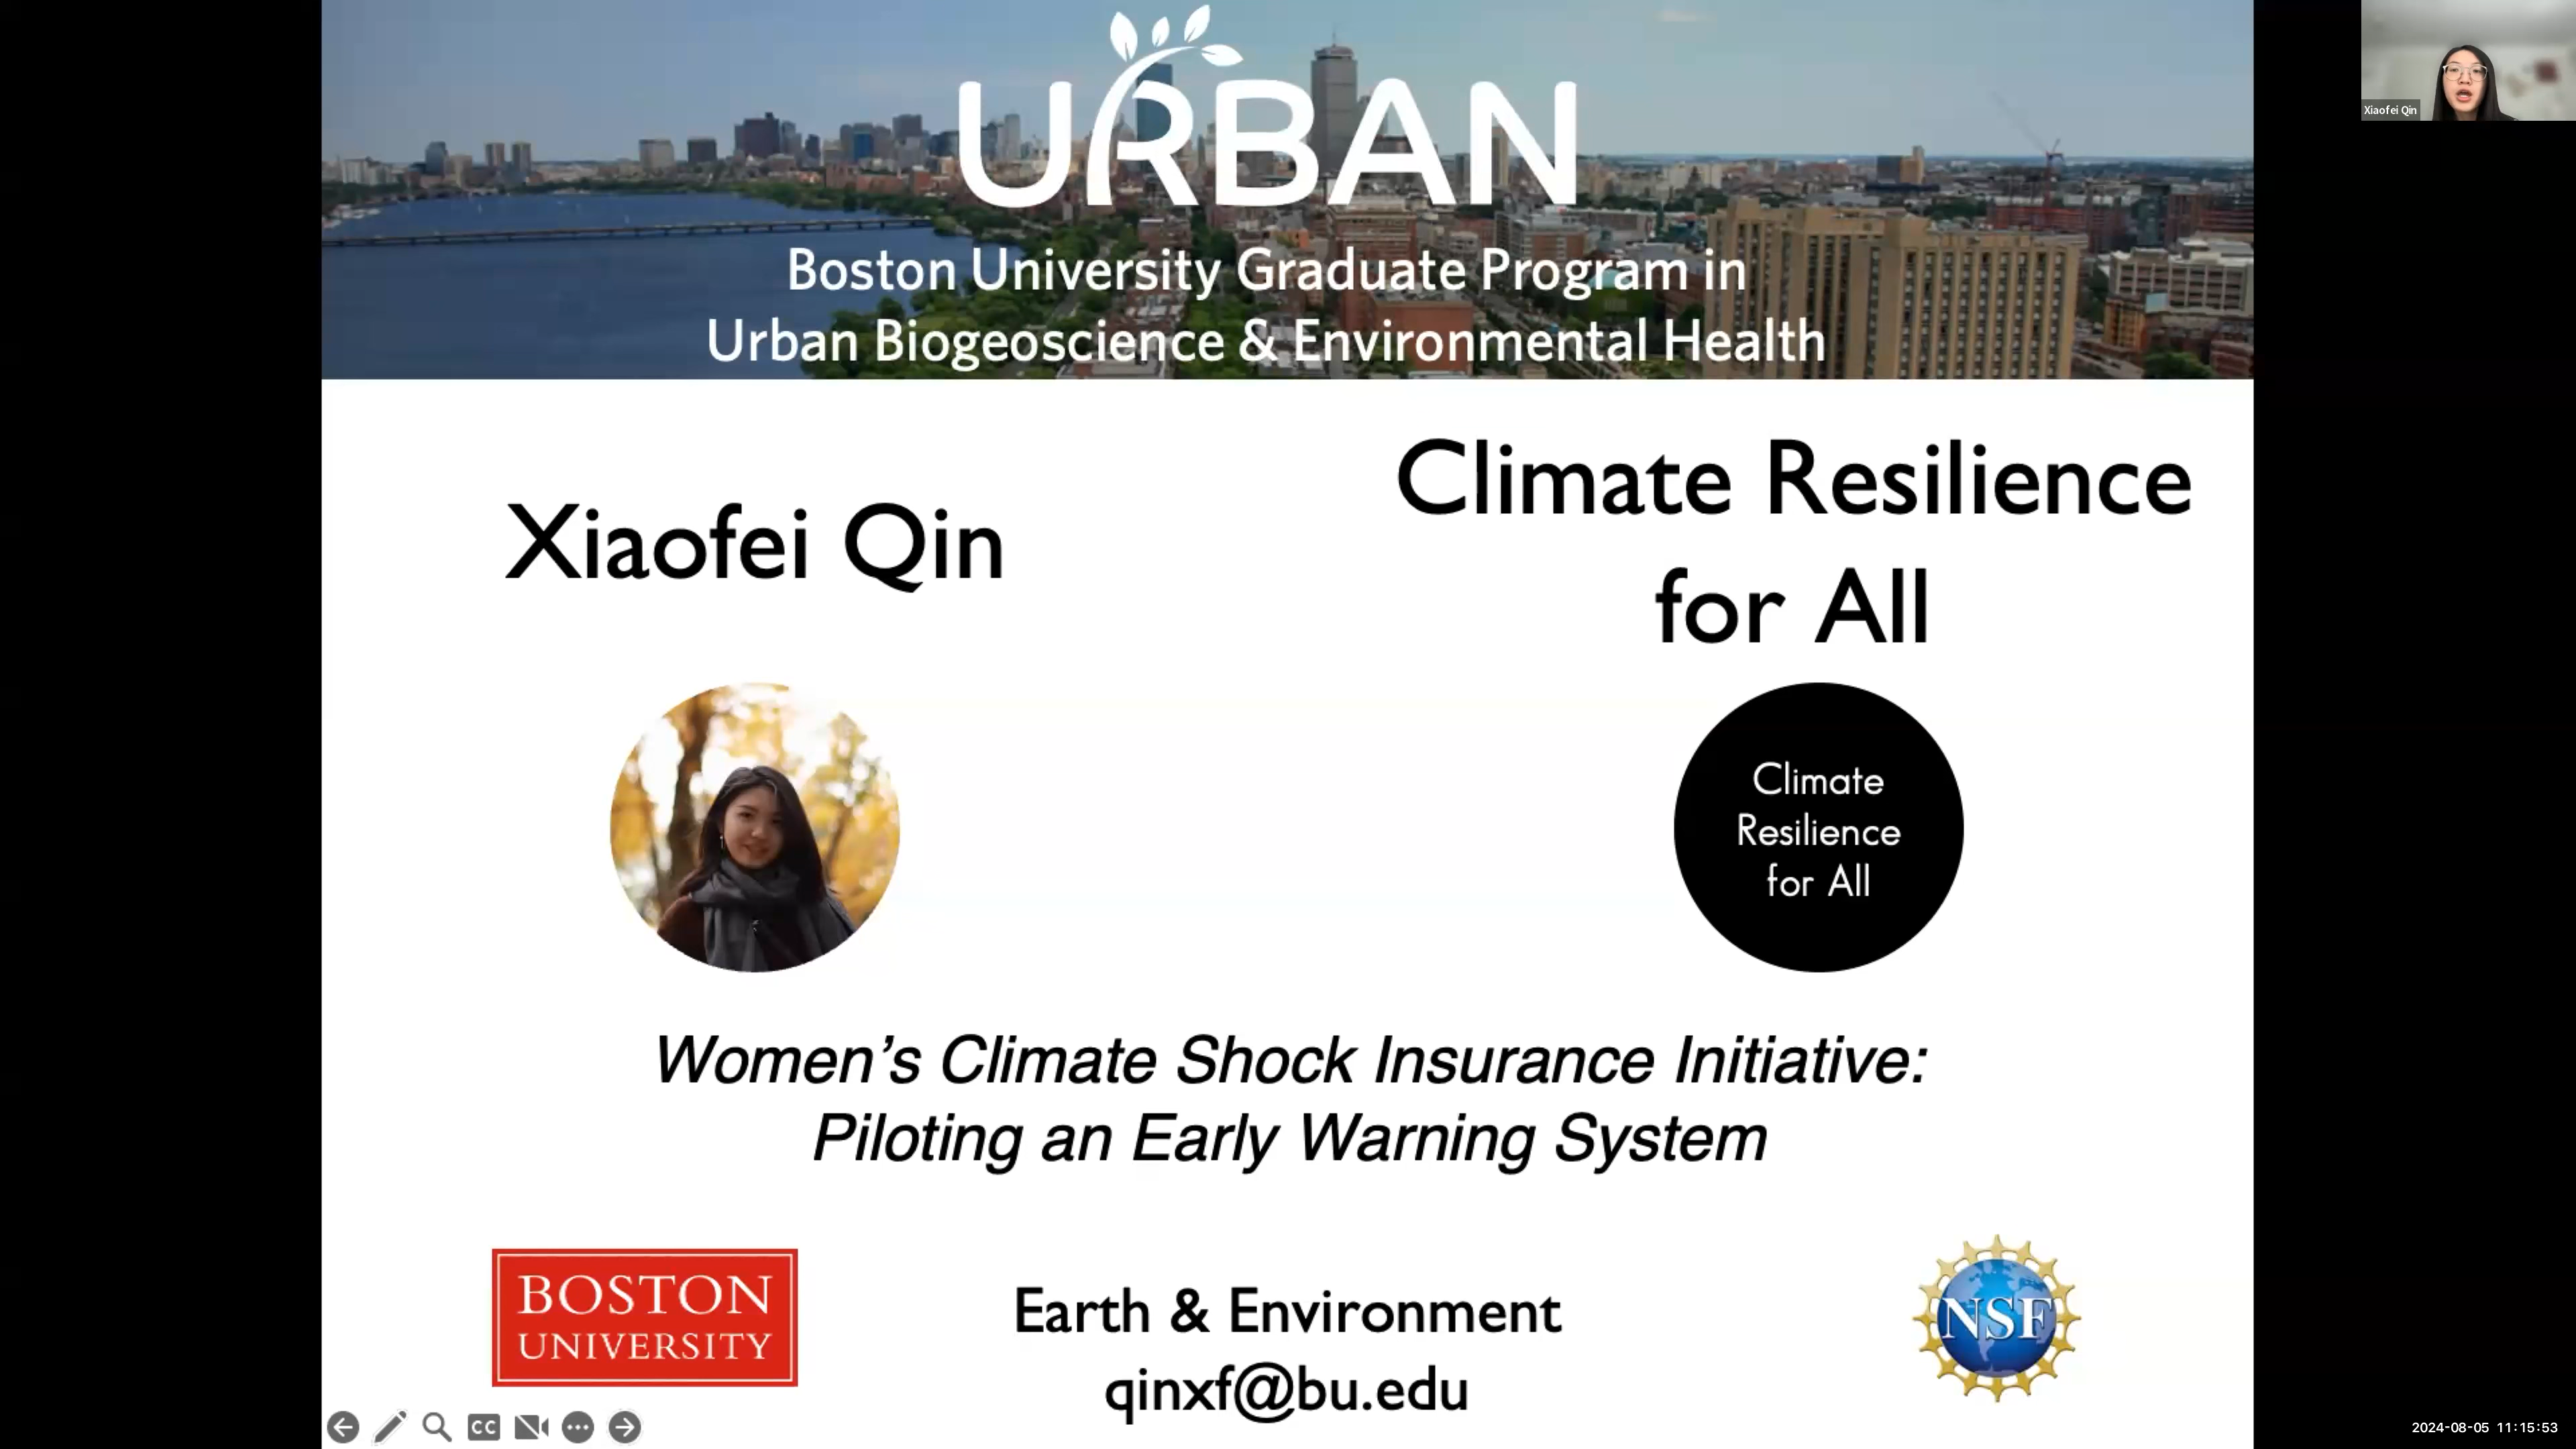 URBAN
Boston University Graduate Program in
Urban Biogeoscience & Environmental Health
Xiaofei Qin
Xiaofei Qin
Climate Resilience
for All
Climate
Resilience
for All
Women’s Climate Shock Insurance Initiative:
Piloting an Early Warning System
BOSTON
UNIVERSITY
Earth & Environment
qinxf@bu.edu
NSF
CC
2024-08-05 11:15:53